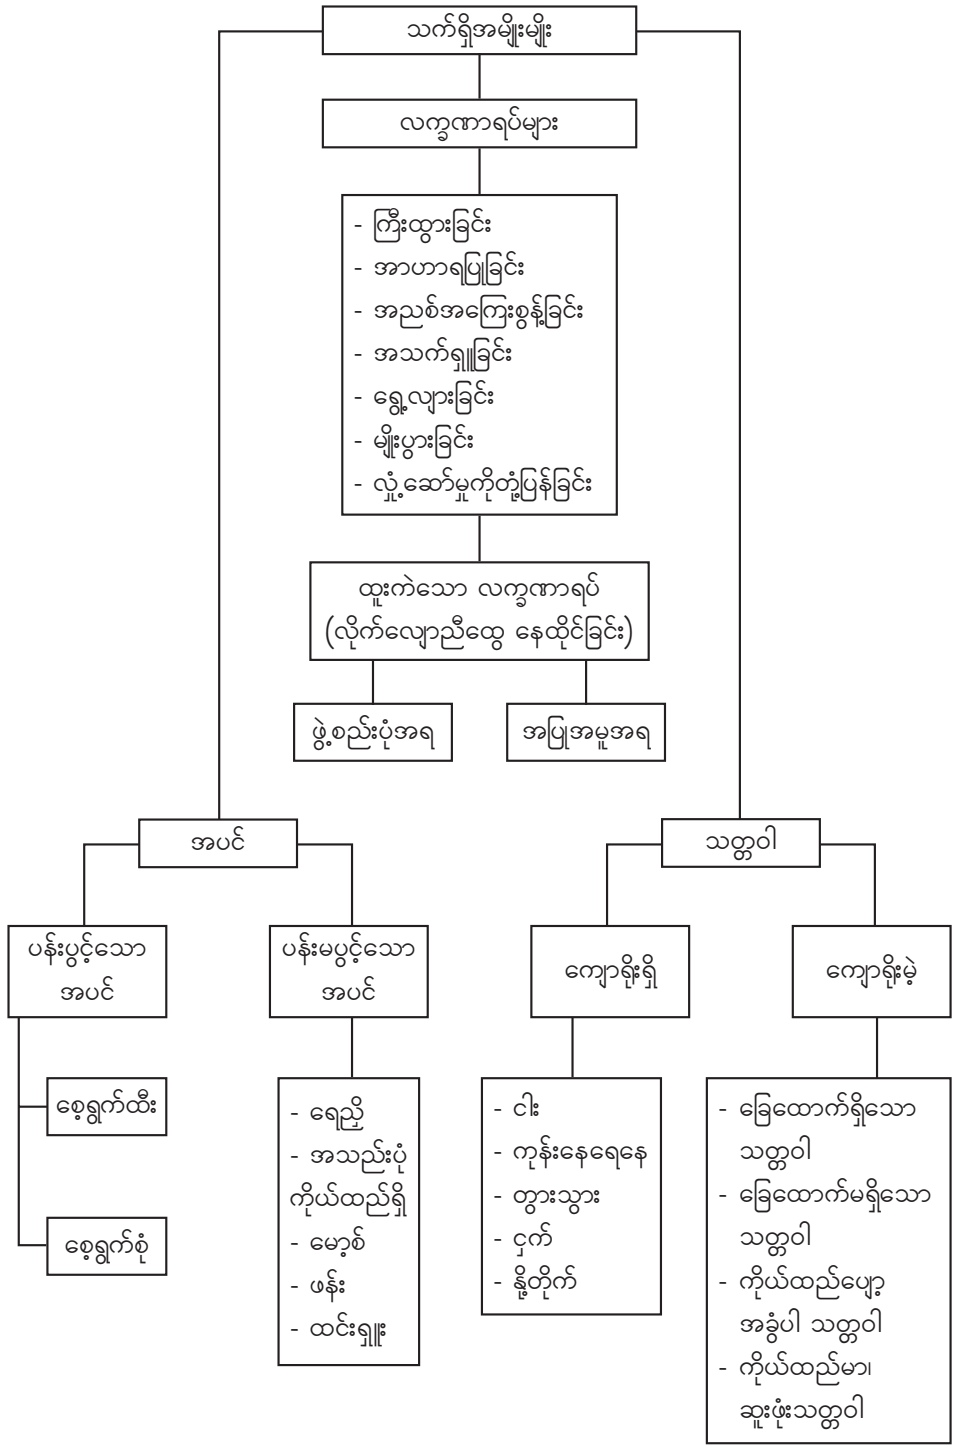 သက်ရှိအမျိုးမျိုး
လက္ခဏာရပ်များ
- ကြီးထွားခြင်း
- အာဟာရပြုခြင်း
- အညစ်အကြေးစွန့်ခြင်း
- အသက်ရှူခြင်း
- ရွေ့လျားခြင်း
- မျိုးပွားခြင်း
- လှုံ့ဆော်မှုကိုတုံ့ပြန်ခြင်း
ထူးကဲသော လက္ခဏာရပ်
(လိုက်လျောညီထွေ နေထိုင်ခြင်း)
ဖွဲ့စည်းပုံအရ
အပြုအမူအရ
အပင်
သတ္တဝါ
ပန်းပွင့်သော
အပင်
ပန်းမပွင့်သော
အပင်
ကျောရိုးရှိ
ကျောရိုးမဲ့
စေ့ရွက်ထီး
စေ့ရွက်စုံ
- ရေညှိ
- အသည်းပုံ
ကိုယ်ထည်ရှိ
- မော့စ်
- ဖန်း
- ထင်းရှူး
- ငါး
- ကုန်းနေရေနေ
- တွားသွား
- ငှက်
- နို့တိုက်
- ခြေထောက်ရှိသော
သတ္တဝါ
- ခြေထောက်မရှိသော
သတ္တဝါ
- ကိုယ်ထည်ပျော့
အခွံပါ သတ္တဝါ
- ကိုယ်ထည်မာ၊
ဆူးဖုံးသတ္တဝါ